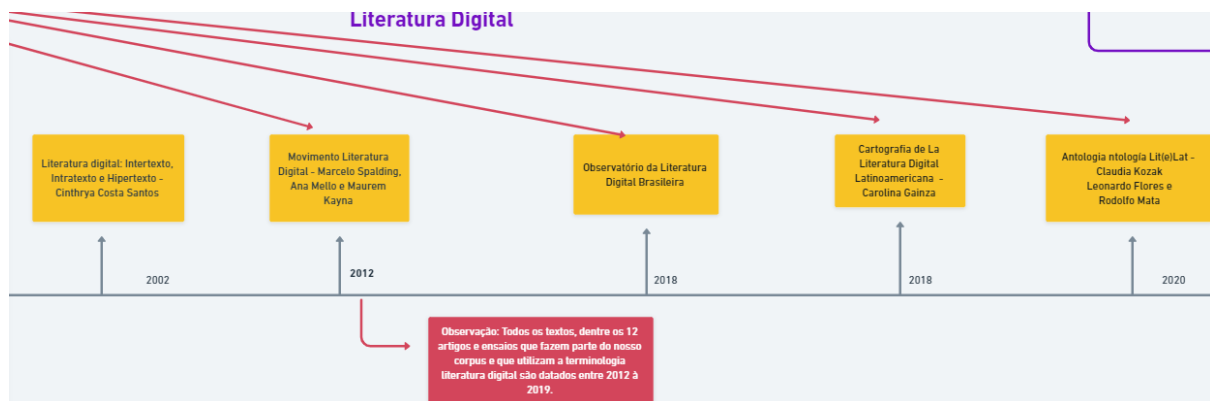 Literatura Digital
Literatura digital: Intertexto,
Intratexto e Hipertexto -
Cinthrya Costa Santos
Movimento Literatura
Digital - Marcelo Spalding,
Ana Mello e Maurem
Kayna
Observatório da Literatura
Digital Brasileira
Cartografia de La
Literatura Digital
Latinoamericana -
Carolina Gainza
Antologia ntología Lit(e)Lat -
Claudia Kozak
Leonardo Flores e
Rodolfo Mata
2002
2012
2018
2018
2020
Observação: Todos os textos, dentre os 12
artigos e ensaios que fazem parte do nosso
corpus e que utilizam a terminologia
literatura digital são datados entre 2012 à
2019.